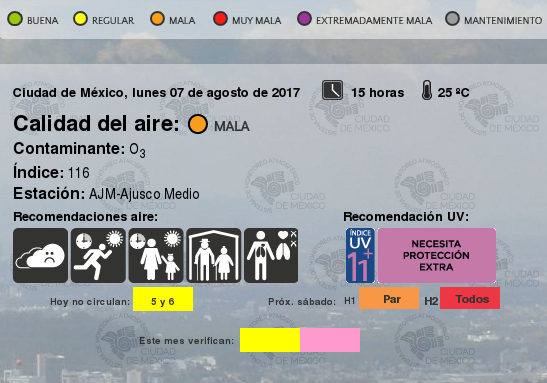 BUENA REGULAR MALA MUY MALA EXTREMADAMENTE MALA MANTENIMIENTO
Ciudad de México, lunes 07 de agosto de 2017 15 horas 25 ºC
Calidad del aire: MALA
Contaminante: O3
Índice: 116
Estación: AJM-Ajusco Medio
Recomendaciones aire: Recomendación UV:
ÍNDICE UV 11+ NECESITA PROTECCIÓN EXTRA
Hoy no circulan: 5 y 6 Próx. sábado: H1 Par H2 Todos
Este mes verifican:
CIUDAD DE MÉXICO